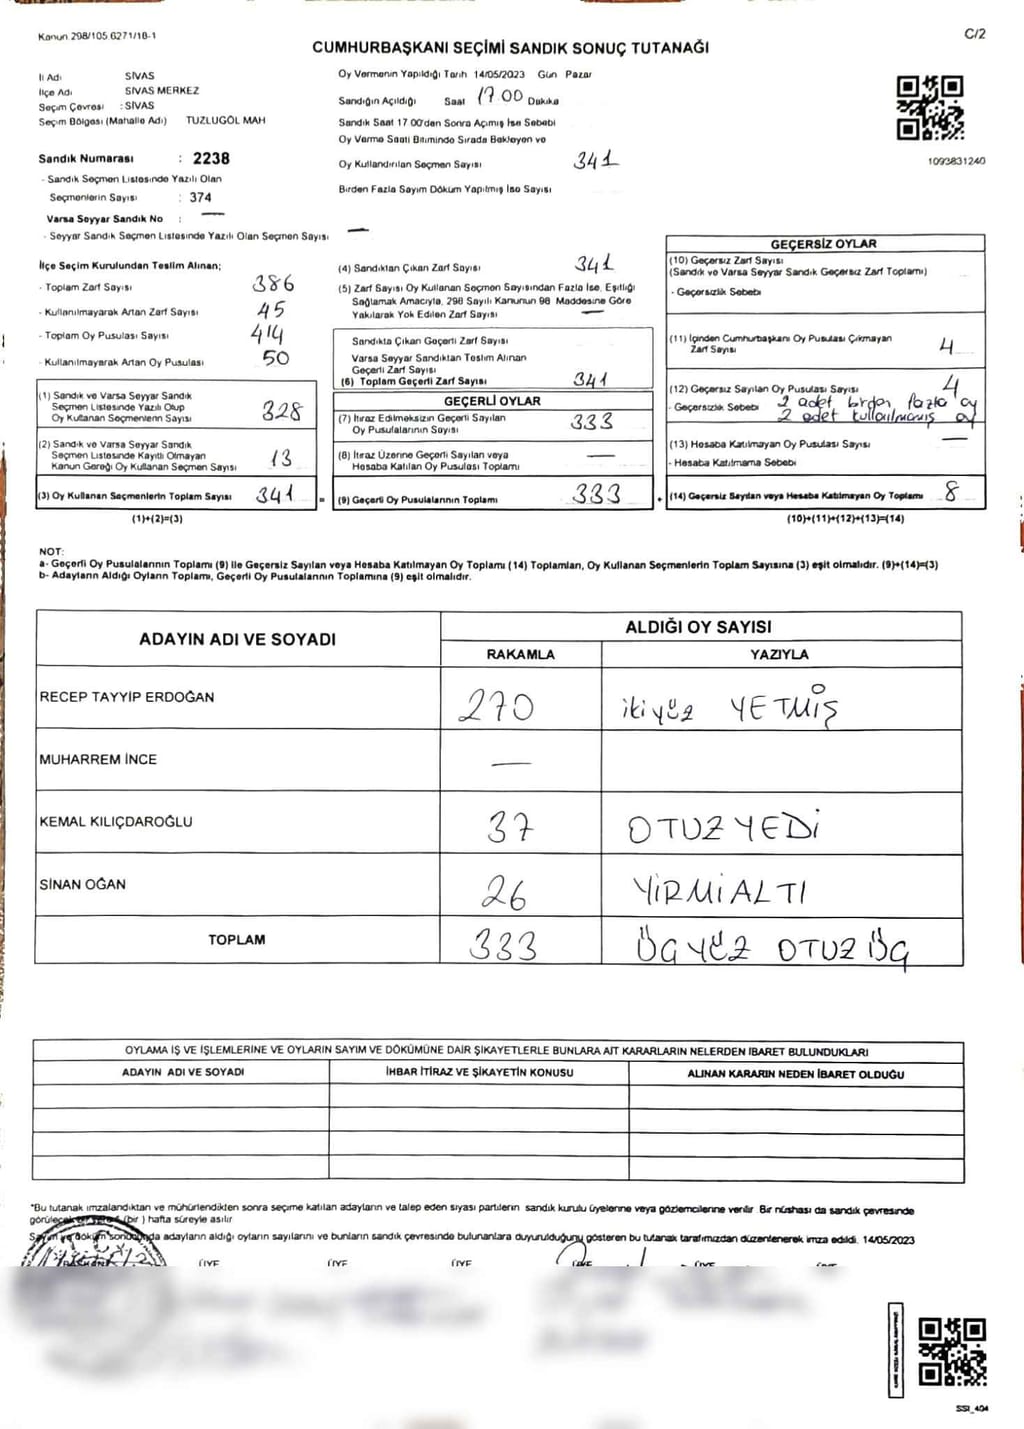 Kanun 298/105 6271/18-1
C/2
CUMHURBAŞKANI SEÇİMİ SANDIK SONUÇ TUTANAĞI
İl Adı SİVAS
İlçe Adı SİVAS MERKEZ
Seçim Çevresi : SİVAS
Seçim Bölgesi (Mahalle Adı) TUZLUGÖL MAH
Sandık Numarası : 2238
- Sandık Seçmen Listesinde Yazılı Olan
Seçmenlerin Sayısı : 374
Varsa Seyyar Sandık No : —
- Seyyar Sandık Seçmen Listesinde Yazılı Olan Seçmen Sayısı —
Oy Vermenin Yapıldığı Tarih 14/05/2023 Gün Pazar
Sandığın Açıldığı Saat 17.00 Dakika
Sandık Saat 17 00'den Sonra Açımış İse Sebebi
Oy Verme Saati Bitiminde Sırada Bekleyen ve
Oy Kullandırılan Seçmen Sayısı 341
Birden Fazla Sayım Döküm Yapılmış İse Sayısı
1093831240
İlçe Seçim Kurulundan Teslim Alınan;
- Toplam Zarf Sayısı 386
- Kullanılmayarak Artan Zarf Sayısı 45
- Toplam Oy Pusulası Sayısı 414
- Kullanılmayarak Artan Oy Pusulası 50
(1) Sandık ve Varsa Seyyar Sandık
Seçmen Listesinde Yazılı Olup
Oy Kullanan Seçmenlerin Sayısı 328
(2) Sandık ve Varsa Seyyar Sandık
Seçmen Listesinde Kayıtlı Olmayan
Kanun Gereği Oy Kullanan Seçmen Sayısı 13
(3) Oy Kullanan Seçmenlerin Toplam Sayısı 341 =
(1)+(2)=(3)
(4) Sandıktan Çıkan Zarf Sayısı 341
(5) Zarf Sayısı Oy Kullanan Seçmen Sayısından Fazla İse, Eşitliği
Sağlamak Amacıyla, 298 Sayılı Kanunun 98 Maddesine Göre
Yakılarak Yok Edilen Zarf Sayısı —
Sandıkta Çıkan Geçerli Zarf Sayısı
Varsa Seyyar Sandıktan Teslim Alınan
Geçerli Zarf Sayısı
(6) Toplam Geçerli Zarf Sayısı 341
GEÇERLİ OYLAR
(7) İtiraz Edilmeksizin Geçerli Sayılan
Oy Pusulalarının Sayısı 333
(8) İtiraz Üzerine Geçerli Sayılan veya
Hesaba Katılan Oy Pusulası Toplamı —
(9) Geçerli Oy Pusulalarının Toplamı 333 +
GEÇERSİZ OYLAR
(10) Geçersiz Zarf Sayısı
(Sandık ve Varsa Seyyar Sandık Geçersiz Zarf Toplamı)
- Geçersizlik Sebebi
(11) İçinden Cumhurbaşkanı Oy Pusulası Çıkmayan
Zarf Sayısı 4
(12) Geçersiz Sayılan Oy Pusulası Sayısı 4
- Geçersizlik Sebebi 2 adet birden fazla oy
2 adet kullanılmamış oy
(13) Hesaba Katılmayan Oy Pusulası Sayısı —
- Hesaba Katılmama Sebebi
(14) Geçersiz Sayılan veya Hesaba Katılmayan Oy Toplamı 8
(10)+(11)+(12)+(13)=(14)
NOT:
a- Geçerli Oy Pusulalarının Toplamı (9) ile Geçersiz Sayılan veya Hesaba Katılmayan Oy Toplamı (14) Toplamları, Oy Kullanan Seçmenlerin Toplam Sayısına (3) eşit olmalıdır. (9)+(14)=(3)
b- Adayların Aldığı Oyların Toplamı, Geçerli Oy Pusulalarının Toplamına (9) eşit olmalıdır.
ADAYIN ADI VE SOYADI
ALDIĞI OY SAYISI
RAKAMLA YAZIYLA
RECEP TAYYİP ERDOĞAN 270 ikiyüz YETMİŞ
MUHARREM İNCE —
KEMAL KILIÇDAROĞLU 37 OTUZ YEDİ
SİNAN OĞAN 26 YİRMİALTI
TOPLAM 333 ÜÇ YÜZ OTUZ ÜÇ
OYLAMA İŞ VE İŞLEMLERİNE VE OYLARIN SAYIM VE DÖKÜMÜNE DAİR ŞİKAYETLERLE BUNLARA AİT KARARLARIN NELERDEN İBARET BULUNDUKLARI
ADAYIN ADI VE SOYADI İHBAR İTİRAZ VE ŞİKAYETİN KONUSU ALINAN KARARIN NEDEN İBARET OLDUĞU
*Bu tutanak imzalandıktan ve mühürlendikten sonra seçime katılan adayların ve talep eden siyasi partilerin sandık kurulu üyelerine veya gözlemcilerine verilir Bir nüshası da sandık çevresinde
görülecek bir yere 1 (bir ) hafta süreyle asılır
Sayım ve döküm sonucunda adayların aldığı oyların sayılarını ve bunların sandık çevresinde bulunanlara duyurulduğunu gösteren bu tutanak tarafımızdan düzenlenerek imza edildi. 14/05/2023
BAŞKAN ÜYE ÜYE ÜYE ÜYE ÜYE ÜYE
SSI_404